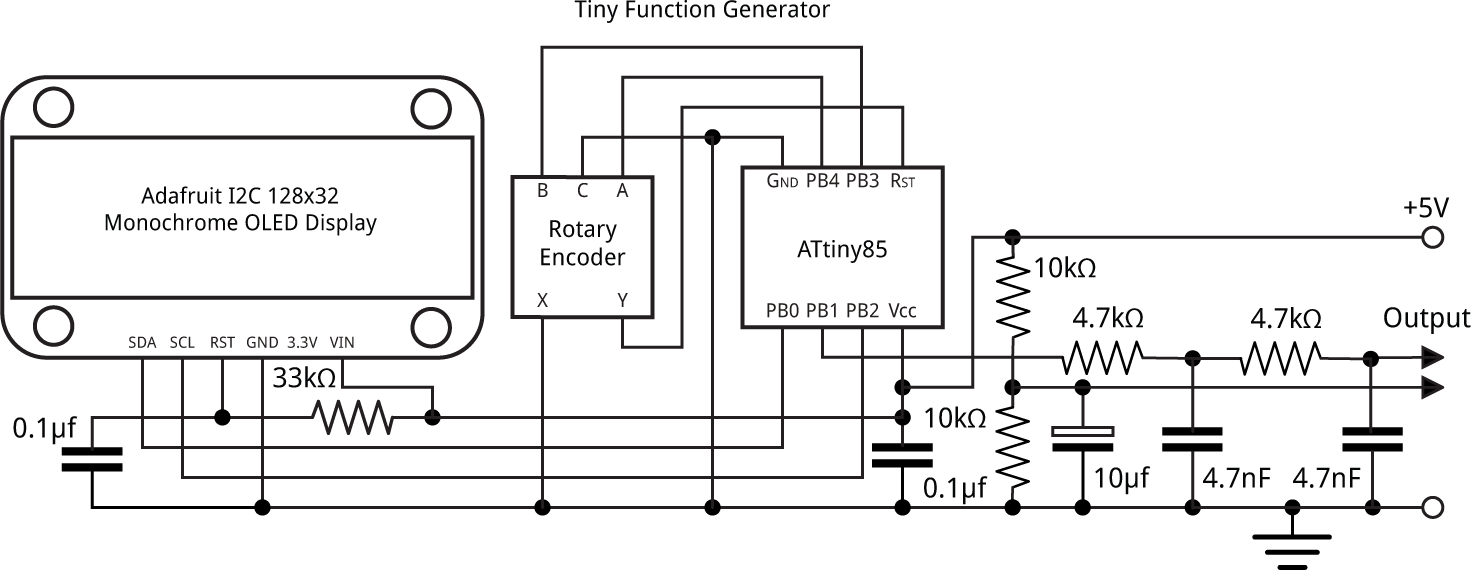 Tiny Function Generator
Adafruit I2C 128x32
Monochrome OLED Display
SDA SCL RST GND 3.3V VIN
B C A
Rotary
Encoder
X Y
GND PB4 PB3 RST
ATtiny85
PB0 PB1 PB2 Vcc
+5V
10kΩ
4.7kΩ 4.7kΩ
Output
33kΩ
0.1µf
10kΩ
0.1µf
10µf
4.7nF 4.7nF